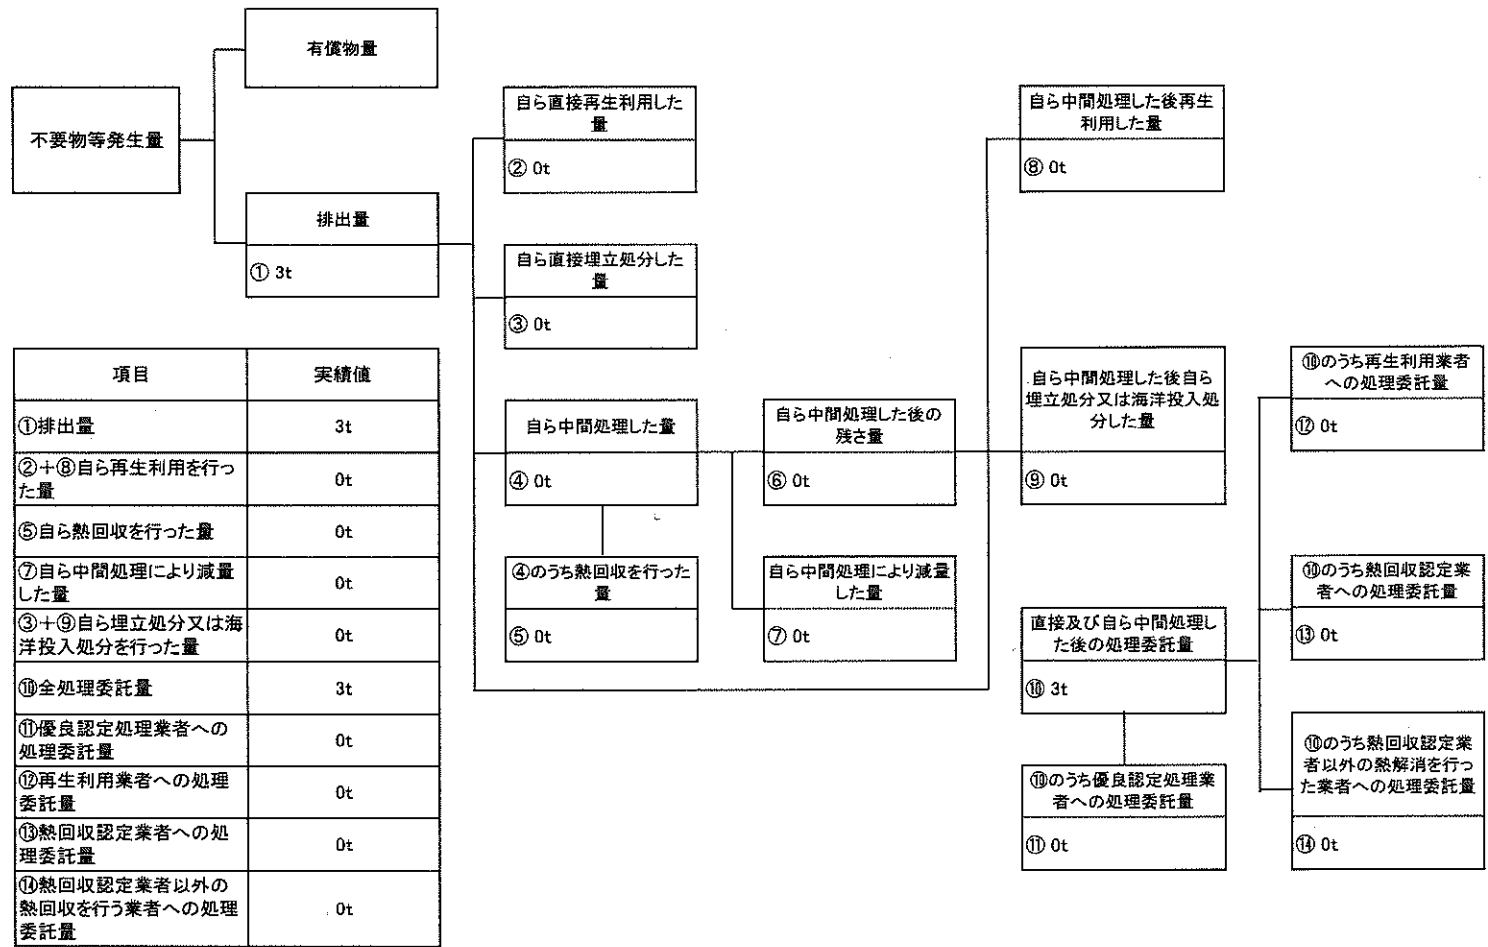 有償物量
不要物等発生量
排出量
① 3t
自ら直接再生利用した
量
② 0t
自ら直接埋立処分した
量
③ 0t
自ら中間処理した量
④ 0t
④のうち熱回収を行った
量
⑤ 0t
自ら中間処理した後の
残さ量
⑥ 0t
自ら中間処理により減量
した量
⑦ 0t
自ら中間処理した後再生
利用した量
⑧ 0t
自ら中間処理した後自ら
埋立処分又は海洋投入処
分した量
⑨ 0t
直接及び自ら中間処理し
た後の処理委託量
⑩ 3t
⑩のうち優良認定処理業
者への処理委託量
⑪ 0t
⑩のうち再生利用業者
への処理委託量
⑫ 0t
⑩のうち熱回収認定業
者への処理委託量
⑬ 0t
⑩のうち熱回収認定業
者以外の熱解消を行っ
た業者への処理委託量
⑭ 0t
項目 実績値
①排出量 3t
②+⑧自ら再生利用を行っ
た量 0t
⑤自ら熱回収を行った量 0t
⑦自ら中間処理により減量
した量 0t
③+⑨自ら埋立処分又は海
洋投入処分を行った量 0t
⑩全処理委託量 3t
⑪優良認定処理業者への
処理委託量 0t
⑫再生利用業者への処理
委託量 0t
⑬熱回収認定業者への処
理委託量 0t
⑭熱回収認定業者以外の
熱回収を行う業者への処理
委託量 0t